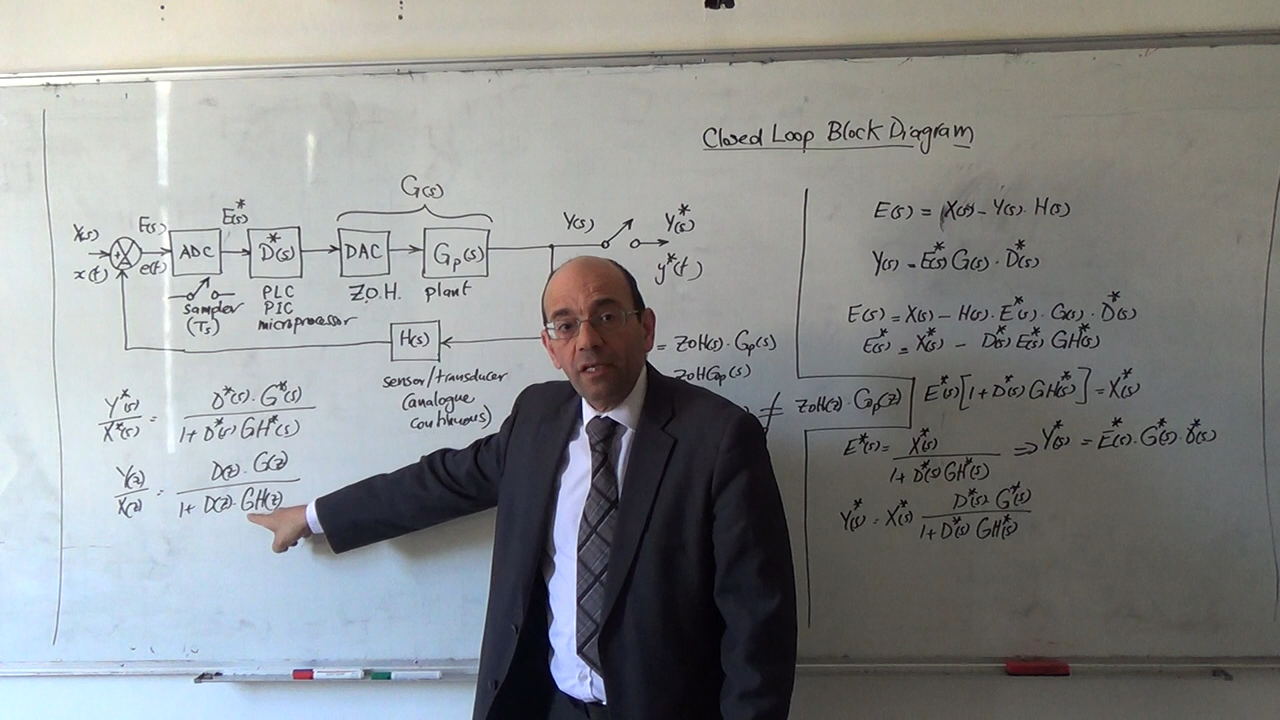 Closed Loop Block Diagram
G(s)
X(s) E(s) E*(s) Y(s) Y*(s)
+ X ADC D*(s) DAC Gp(s)
x(t) e(t) y*(t)
sampler (Ts)
PLC
PIC
microprocessor
Z.O.H. plant
H(s)
sensor/transducer
(analogue
continuous)
= ZOH(s) · Gp(s)
ZOHGp(s)
≠ ZOH(z) · Gp(z)
Y*(s)/X*(s) = D*(s) · G*(s) / 1 + D*(s) GH*(s)
Y(z)/X(z) = D(z) · G(z) / 1 + D(z) · GH(z)
E(s) = X(s) - Y(s) · H(s)
Y(s) = E*(s) G(s) · D*(s)
E(s) = X(s) - H(s) · E*(s) · G(s) · D*(s)
E*(s) = X*(s) - D*(s) E*(s) GH*(s)
E*(s) [1 + D*(s) GH*(s)] = X*(s)
E*(s) = X*(s) / 1 + D*(s) GH*(s) ⇒ Y*(s) = E*(s) · G*(s) · D*(s)
Y*(s) = X*(s) D*(s) · G*(s) / 1 + D*(s) GH*(s)